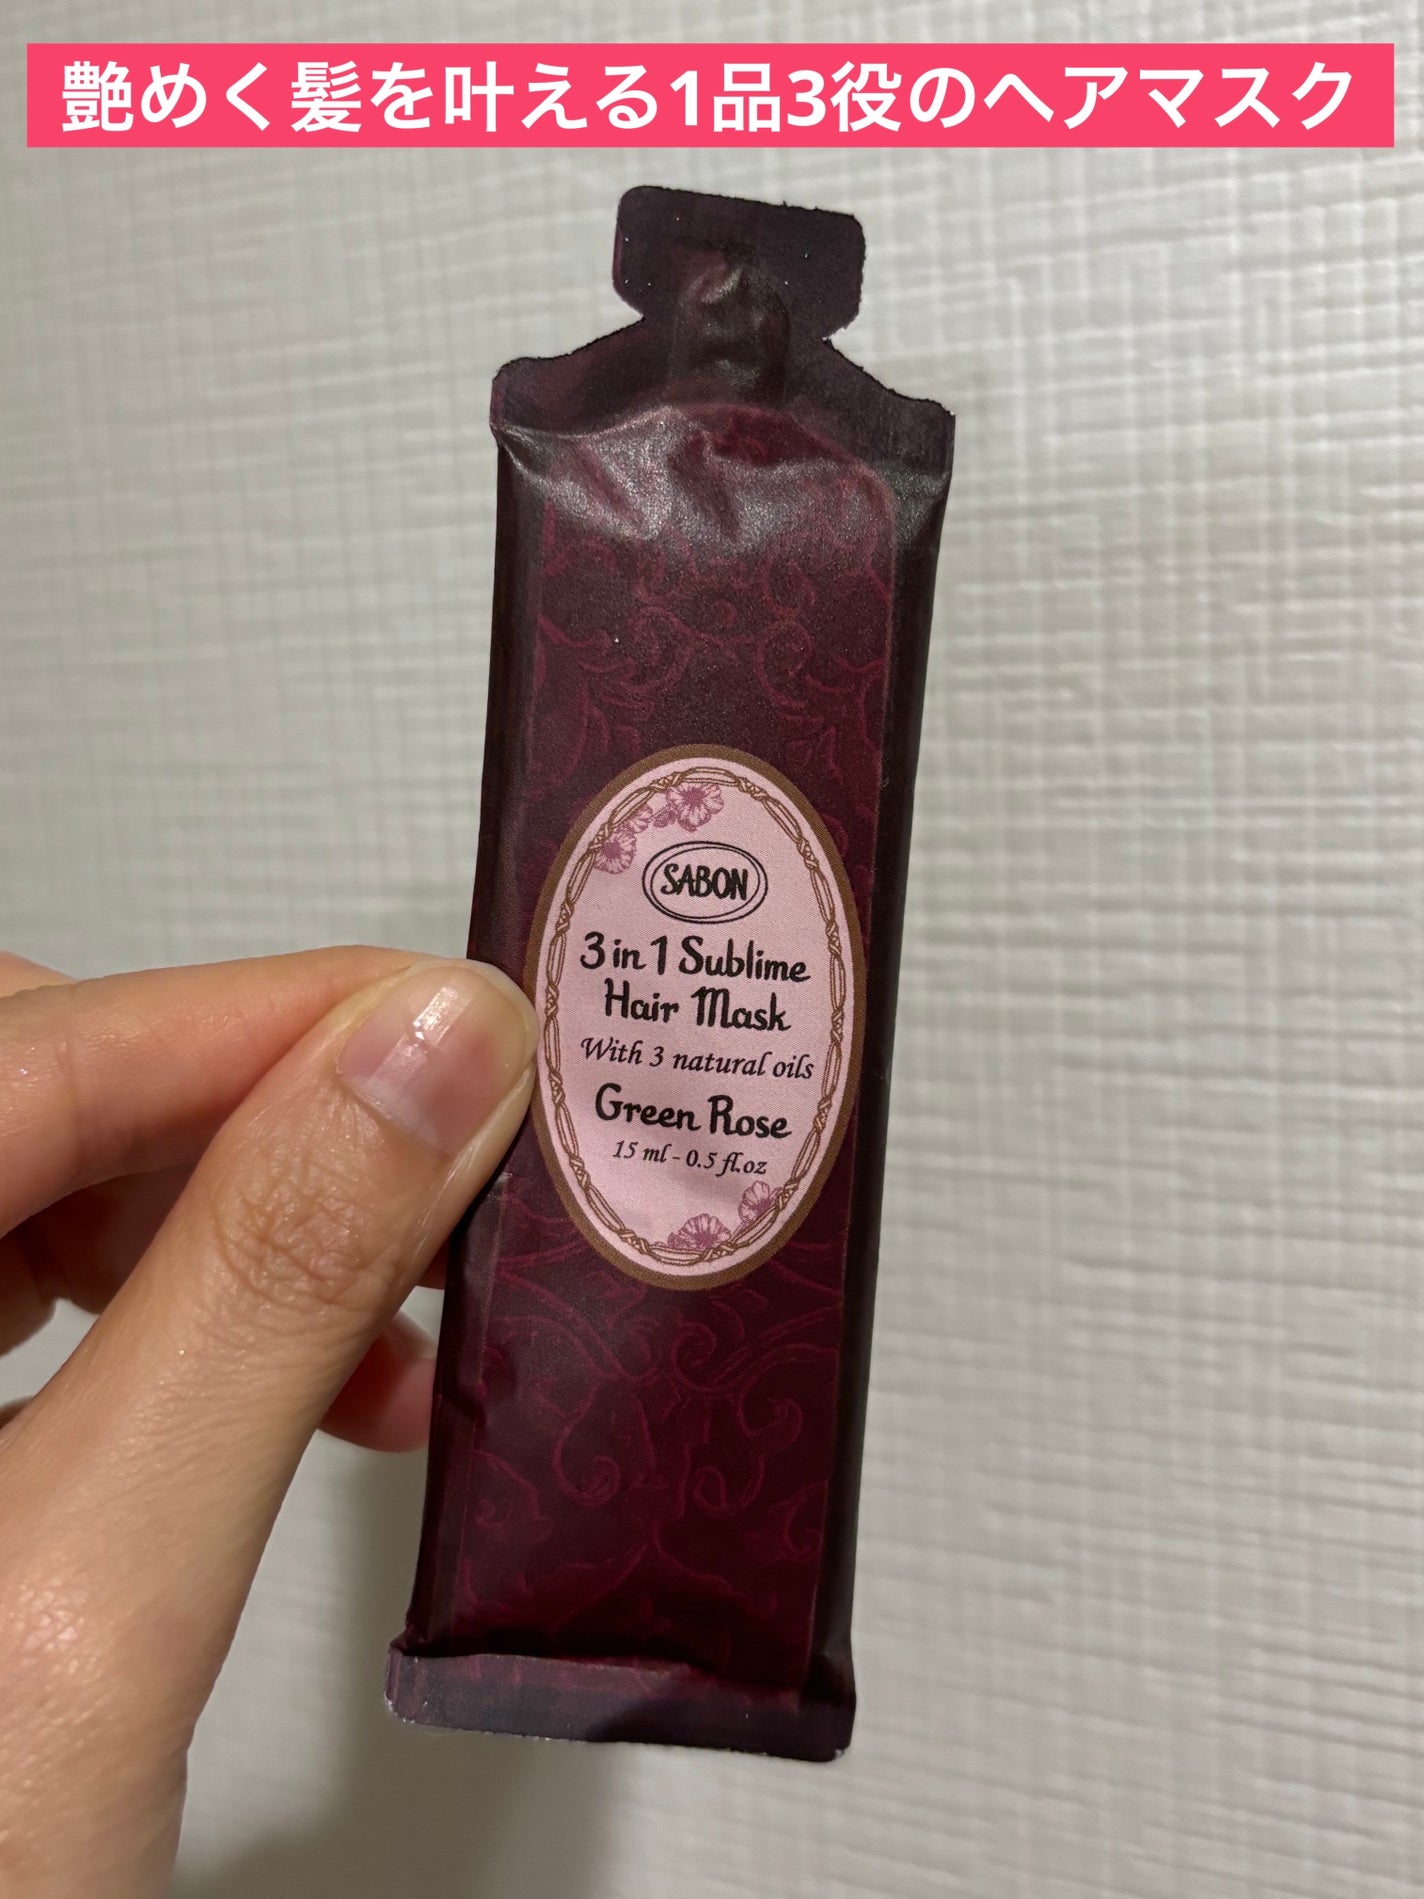 艶めく髪を叶える1品3役のヘアマスク
SABON
3 in 1 Sublime
Hair Mask
With 3 natural oils
Green Rose
15 ml - 0.5 fl.oz